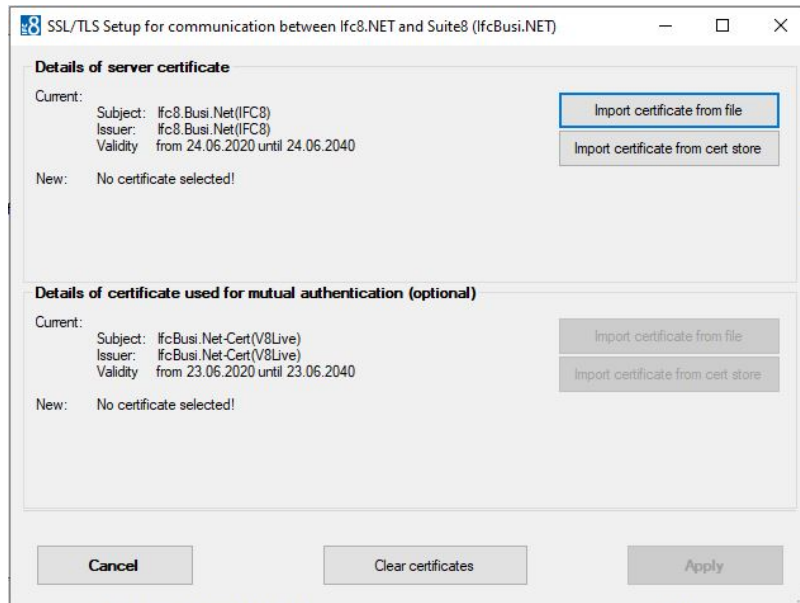 ifc8 SSL/TLS Setup for communication between Ifc8.NET and Suite8 (IfcBusi.NET)
Details of server certificate
Current:
Subject: Ifc8.Busi.Net(IFC8)
Issuer: Ifc8.Busi.Net(IFC8)
Validity from 24.06.2020 until 24.06.2040
New: No certificate selected!
Import certificate from file
Import certificate from cert store
Details of certificate used for mutual authentication (optional)
Current:
Subject: IfcBusi.Net-Cert(V8Live)
Issuer: IfcBusi.Net-Cert(V8Live)
Validity from 23.06.2020 until 23.06.2040
New: No certificate selected!
Import certificate from file
Import certificate from cert store
Cancel Clear certificates Apply